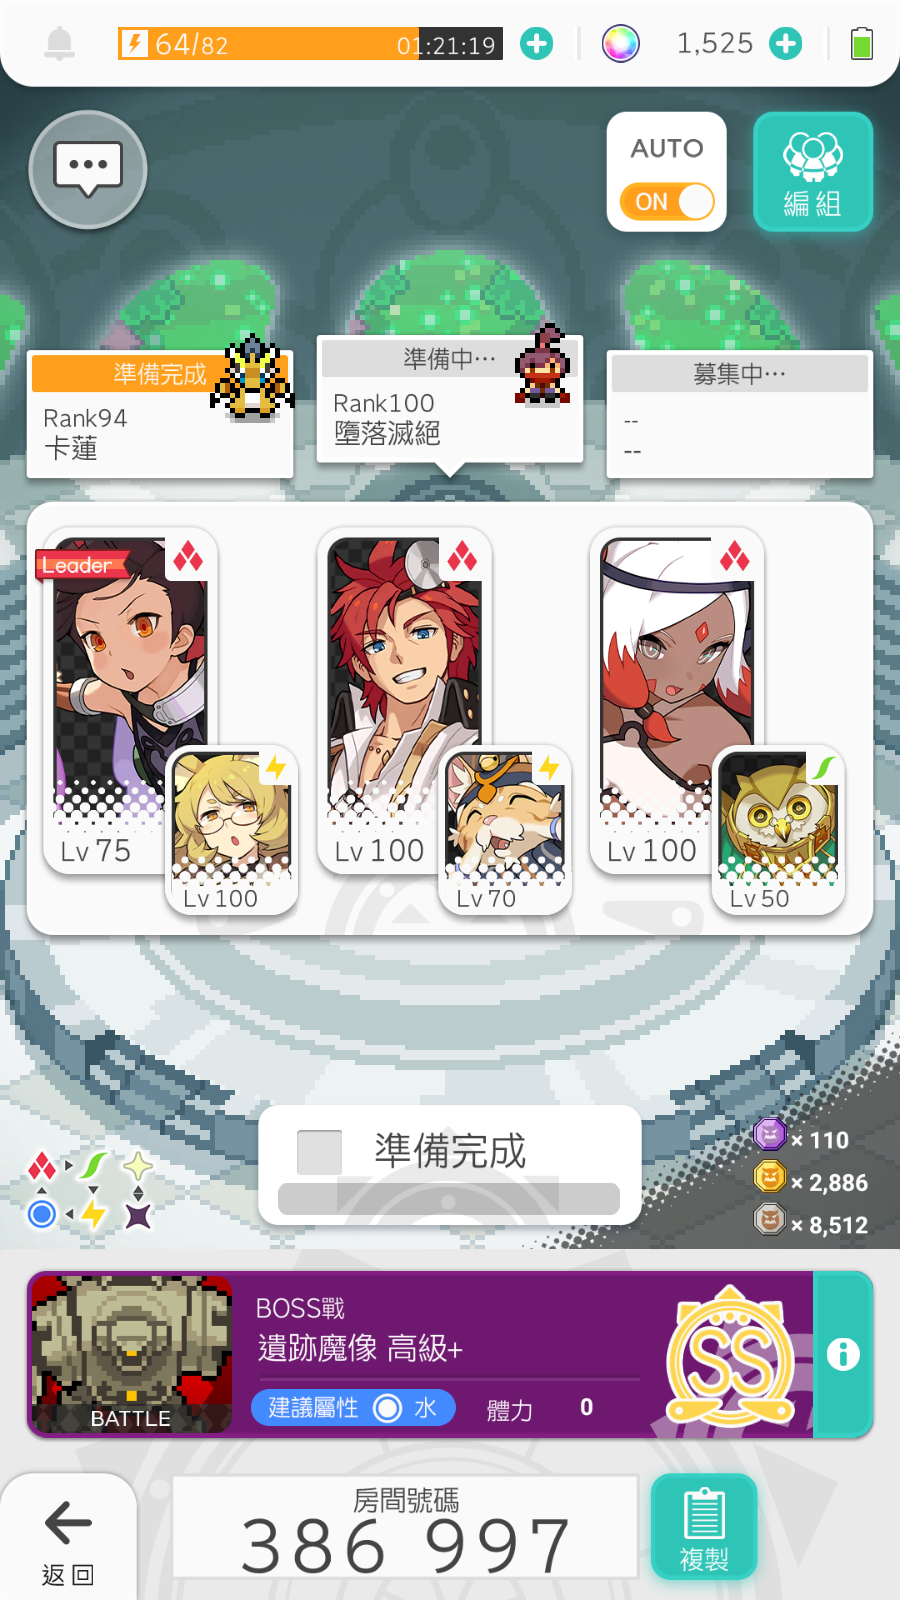 64/82
01:21:19
1,525
AUTO
ON
編組
準備完成
Rank94
卡蓮
準備中…
Rank100
墮落滅絕
募集中…
--
--
Leader
Lv 75
Lv 100
Lv 100
Lv 70
Lv 100
Lv 50
準備完成
× 110
× 2,886
× 8,512
BATTLE
BOSS戰
遺跡魔像 高級+
建議屬性 水
體力 0
SS
返回
房間號碼
386 997
複製